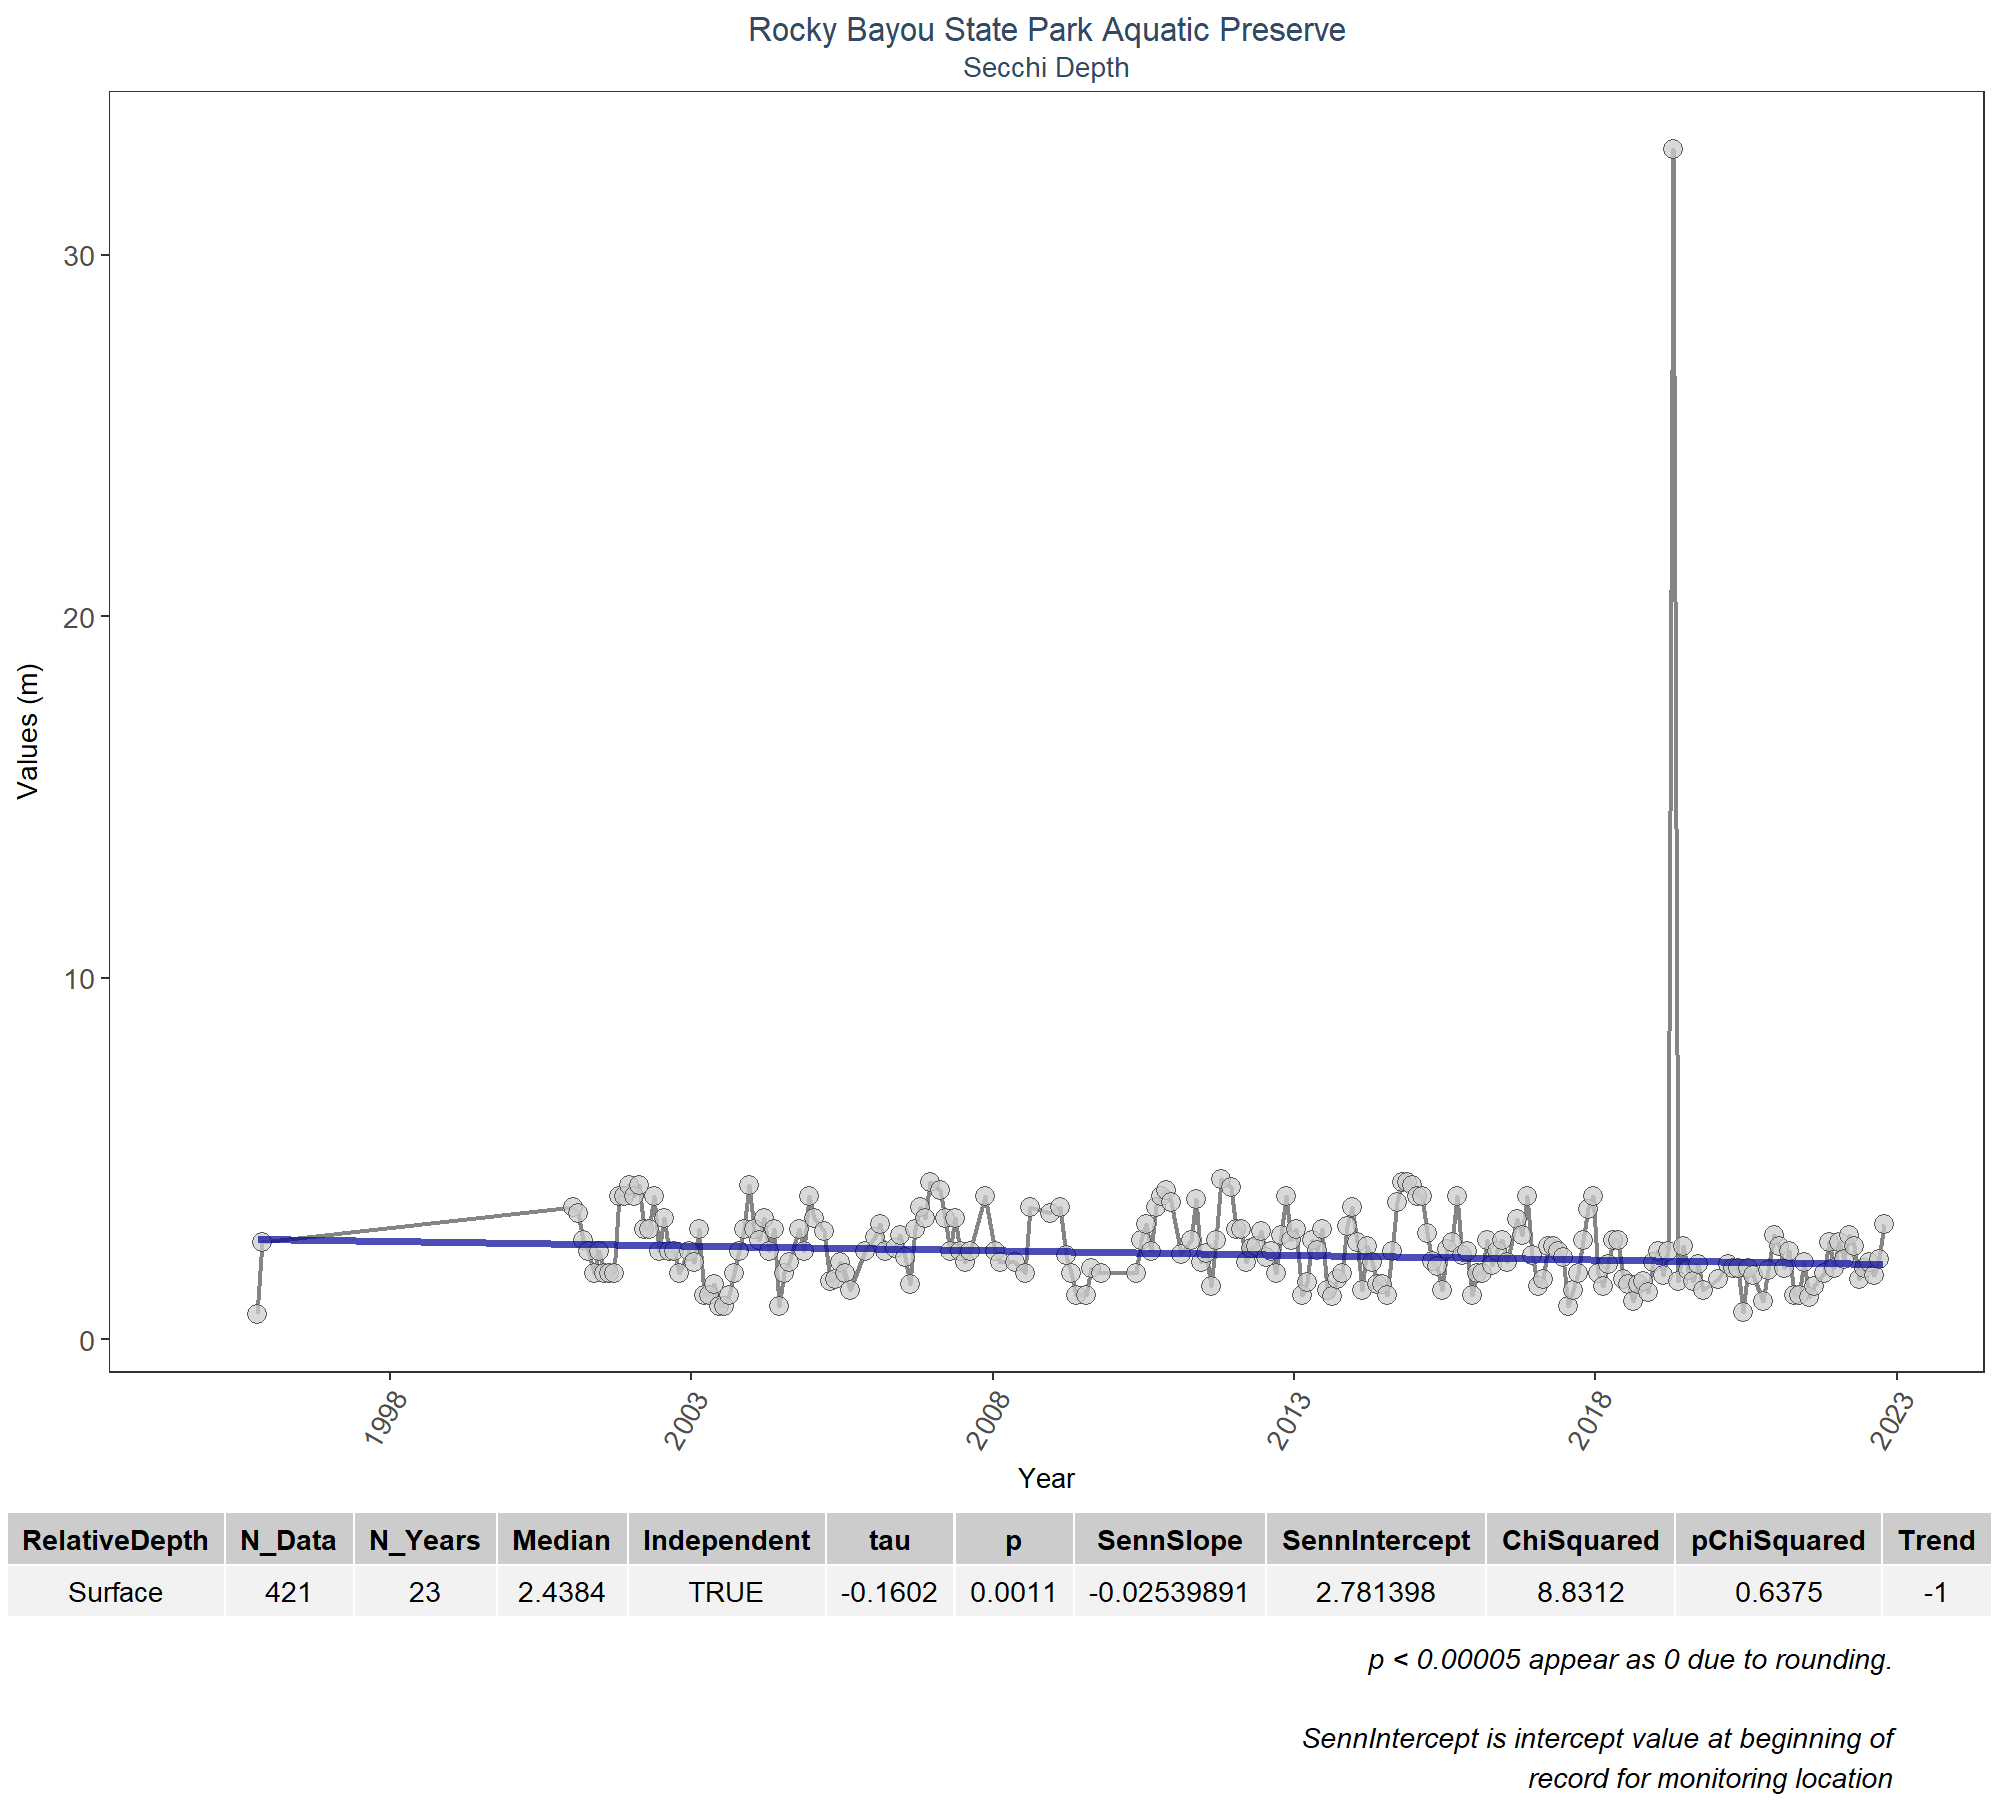 Rocky Bayou State Park Aquatic Preserve
Secchi Depth
30
20
10
0
Values (m)
1998
2003
2008
2013
2018
2023
Year
RelativeDepth N_Data N_Years Median Independent tau p SennSlope SennIntercept ChiSquared pChiSquared Trend
Surface 421 23 2.4384 TRUE -0.1602 0.0011 -0.02539891 2.781398 8.8312 0.6375 -1
p < 0.00005 appear as 0 due to rounding.
SennIntercept is intercept value at beginning of
record for monitoring location